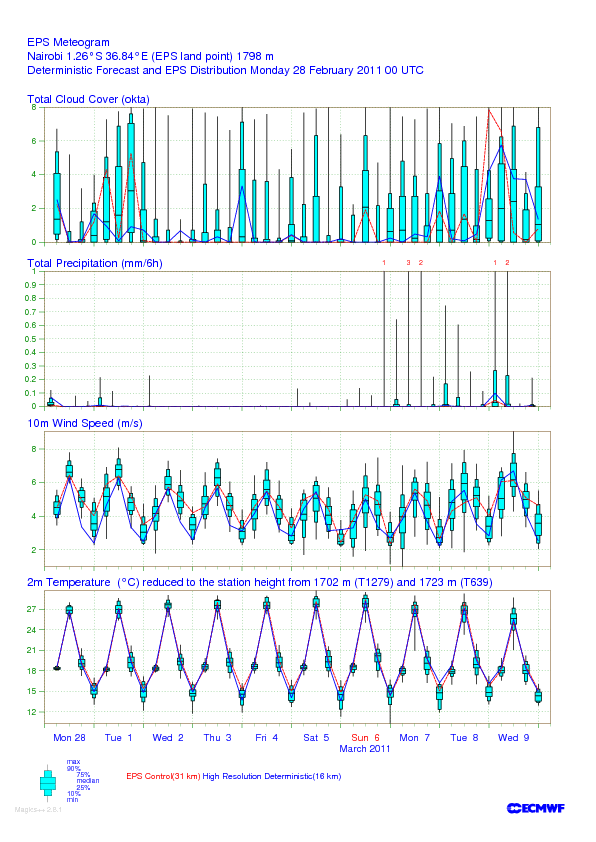 EPS Meteogram
Nairobi 1.26°S 36.84°E (EPS land point) 1798 m
Deterministic Forecast and EPS Distribution Monday 28 February 2011 00 UTC
Total Cloud Cover (okta)
8
6
4
2
0
Total Precipitation (mm/6h)
1 3 2 1 2
1
0.9
0.8
0.7
0.6
0.5
0.4
0.3
0.2
0.1
0
10m Wind Speed (m/s)
8
6
4
2
2m Temperature (°C) reduced to the station height from 1702 m (T1279) and 1723 m (T639)
27
24
21
18
15
12
Mon 28 Tue 1 Wed 2 Thu 3 Fri 4 Sat 5 Sun 6 Mon 7 Tue 8 Wed 9
March 2011
max
90%
75%
median
25%
10%
min
EPS Control(31 km) High Resolution Deterministic(16 km)
Magics++ 2.8.1
ECMWF